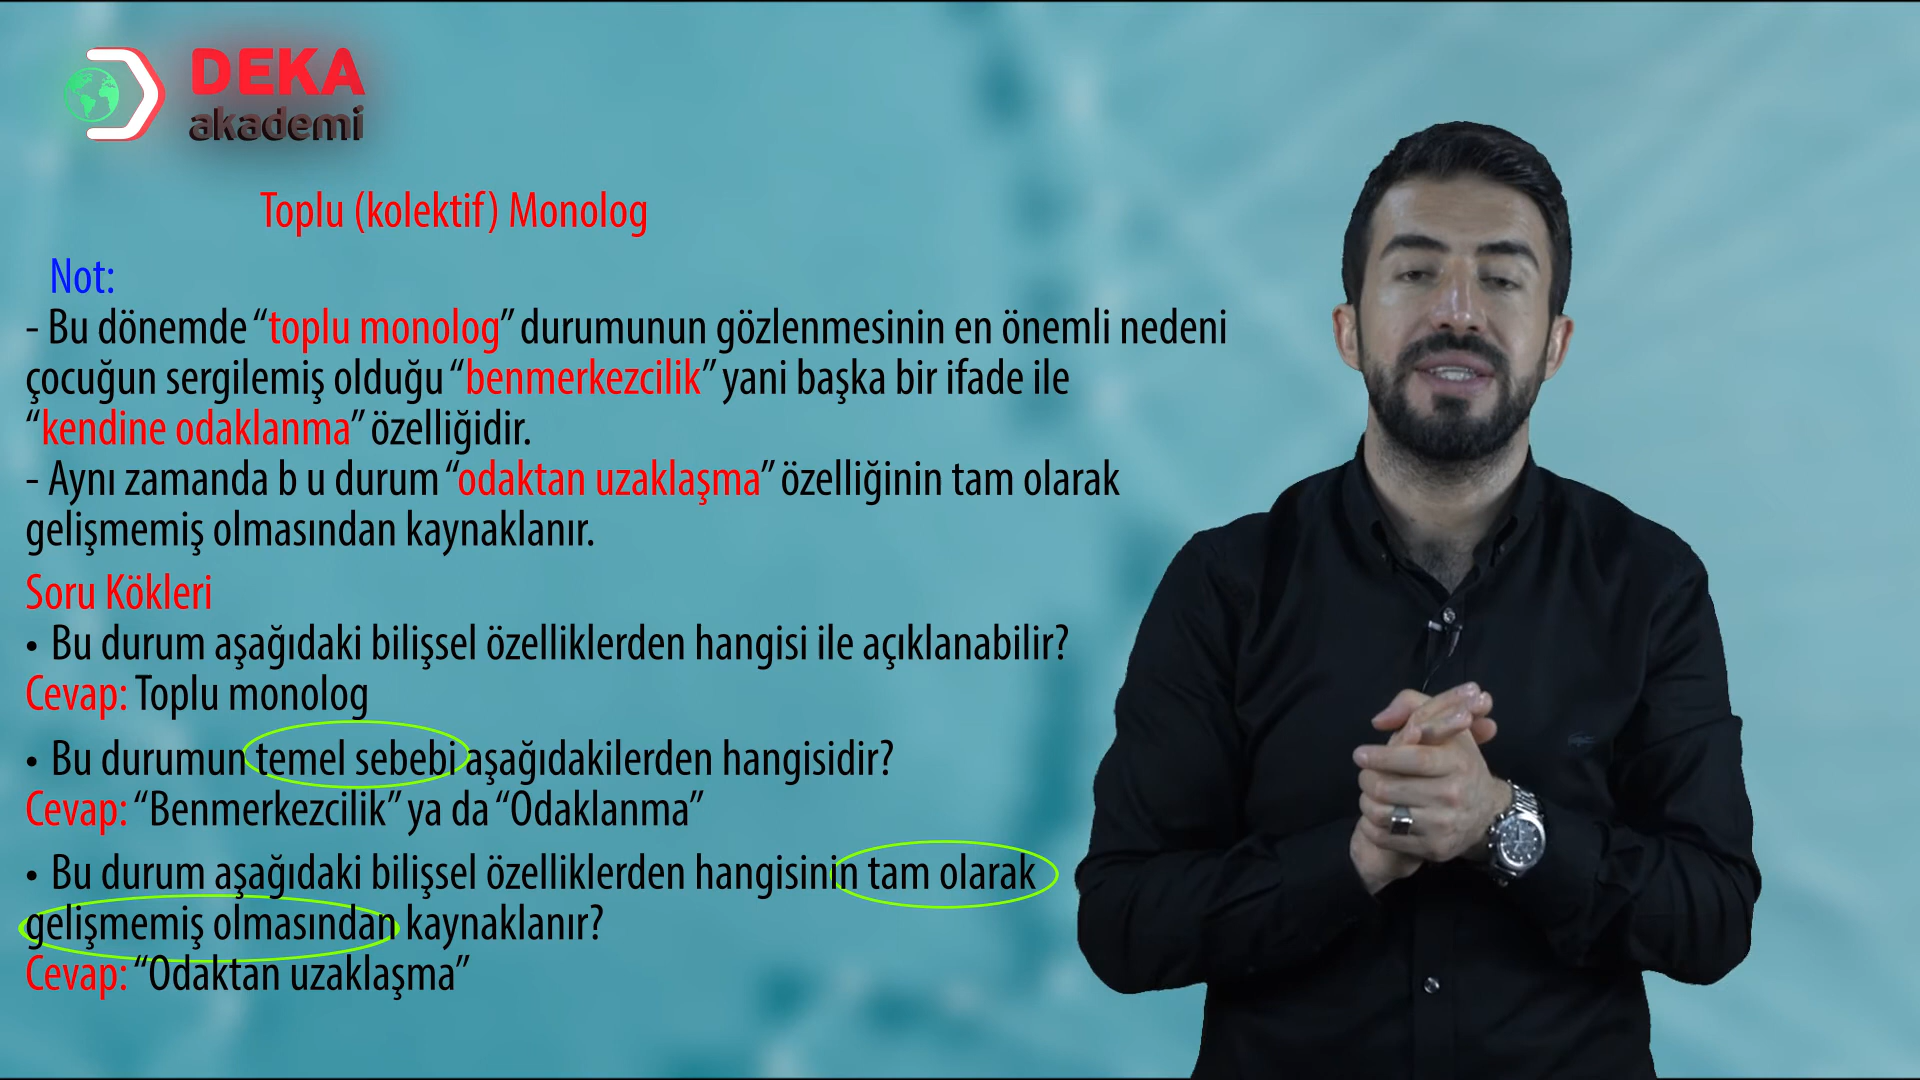 DEKA
akademi
Toplu (kolektif) Monolog
Not:
- Bu dönemde “toplu monolog” durumunun gözlenmesinin en önemli nedeni
çocuğun sergilemiş olduğu “benmerkezcilik” yani başka bir ifade ile
“kendine odaklanma” özelliğidir.
- Aynı zamanda b u durum “odaktan uzaklaşma” özelliğinin tam olarak
gelişmemiş olmasından kaynaklanır.
Soru Kökleri
• Bu durum aşağıdaki bilişsel özelliklerden hangisi ile açıklanabilir?
Cevap: Toplu monolog
• Bu durumun temel sebebi aşağıdakilerden hangisidir?
Cevap: “Benmerkezcilik” ya da “Odaklanma”
• Bu durum aşağıdaki bilişsel özelliklerden hangisinin tam olarak
gelişmemiş olmasından kaynaklanır?
Cevap: “Odaktan uzaklaşma”